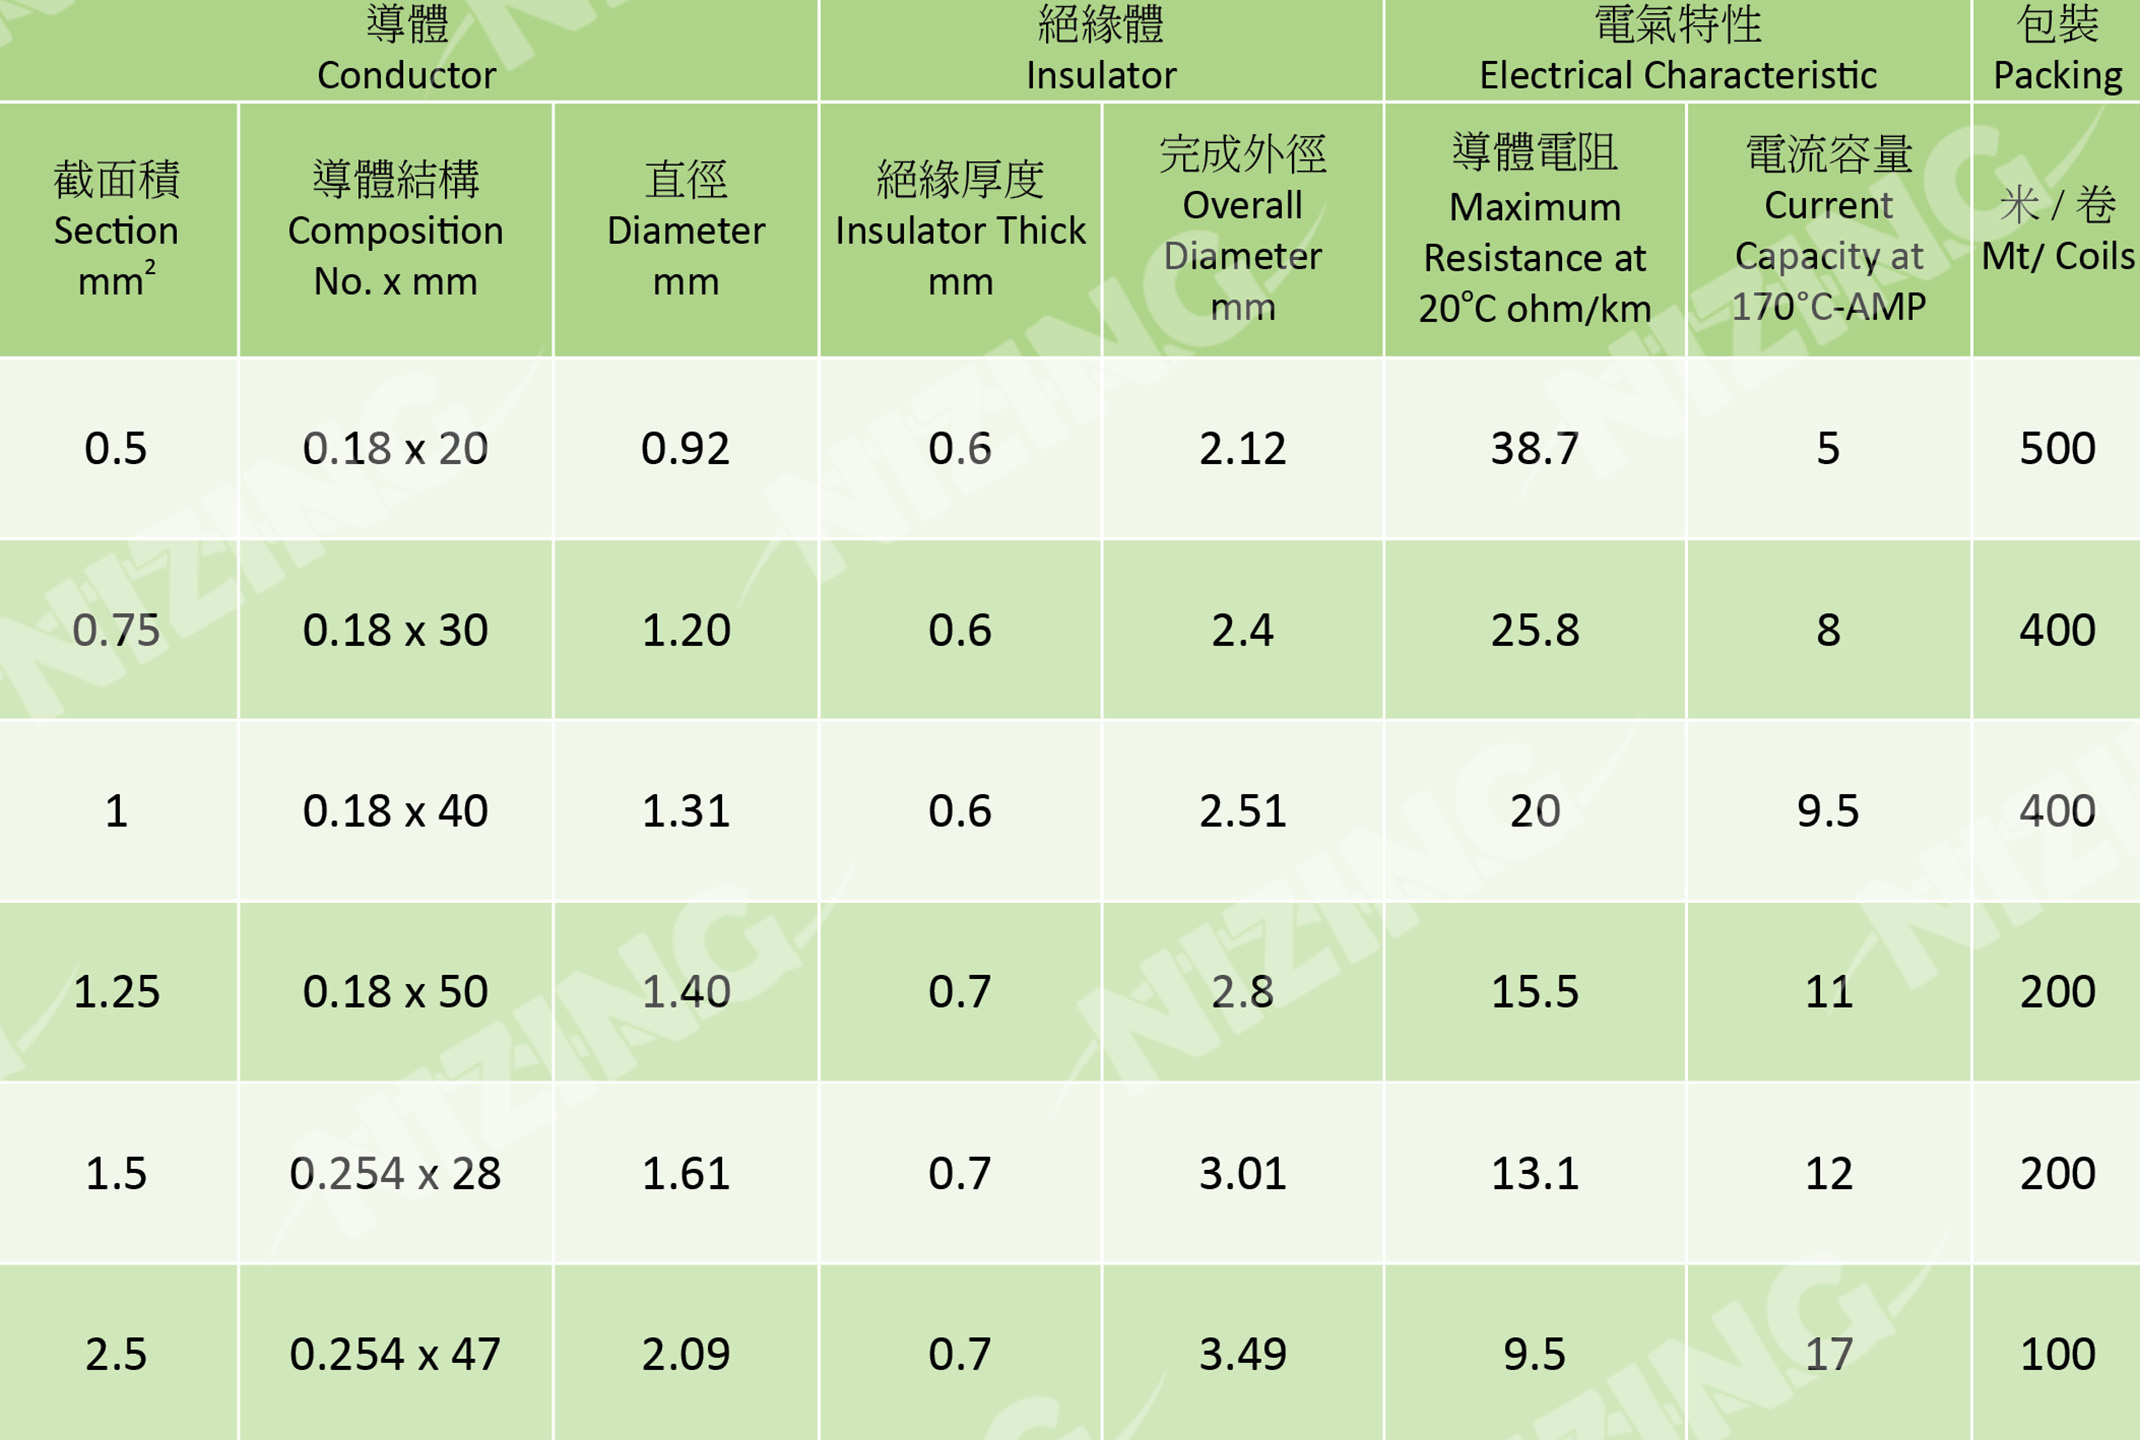 導體
Conductor
絕緣體
Insulator
電氣特性
Electrical Characteristic
包裝
Packing
截面積
Section
mm²
導體結構
Composition
No. x mm
直徑
Diameter
mm
絕緣厚度
Insulator Thick
mm
完成外徑
Overall
Diameter
mm
導體電阻
Maximum
Resistance at
20°C ohm/km
電流容量
Current
Capacity at
170°C-AMP
米 / 卷
Mt/ Coils
0.5 0.18 x 20 0.92 0.6 2.12 38.7 5 500
0.75 0.18 x 30 1.20 0.6 2.4 25.8 8 400
1 0.18 x 40 1.31 0.6 2.51 20 9.5 400
1.25 0.18 x 50 1.40 0.7 2.8 15.5 11 200
1.5 0.254 x 28 1.61 0.7 3.01 13.1 12 200
2.5 0.254 x 47 2.09 0.7 3.49 9.5 17 100
NIZING
NIZING
NIZING
NIZING
NIZING